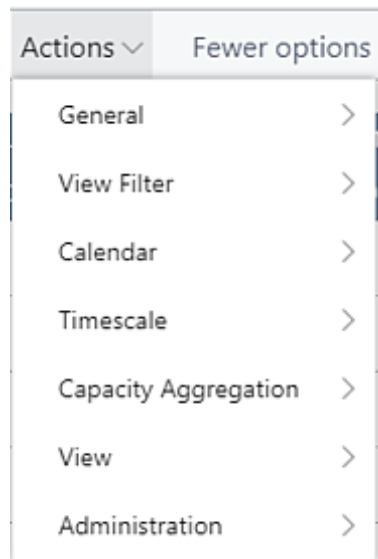 Actions Fewer options
General
View Filter
Calendar
Timescale
Capacity Aggregation
View
Administration